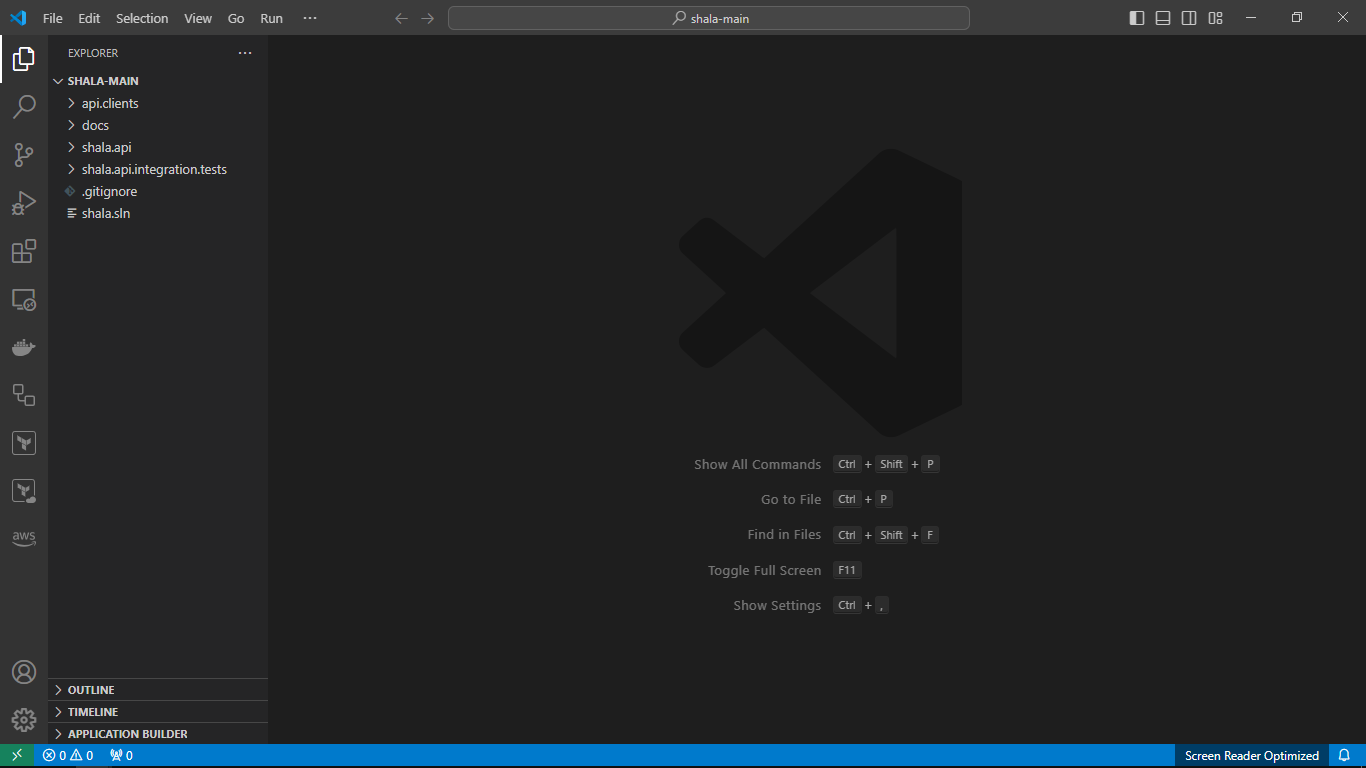 File Edit Selection View Go Run ···
shala-main
EXPLORER ···
SHALA-MAIN
api.clients
docs
shala.api
shala.api.integration.tests
.gitignore
shala.sln
aws
Show All Commands Ctrl + Shift + P
Go to File Ctrl + P
Find in Files Ctrl + Shift + F
Toggle Full Screen F11
Show Settings Ctrl + ,
OUTLINE
TIMELINE
APPLICATION BUILDER
0 0 0 Screen Reader Optimized